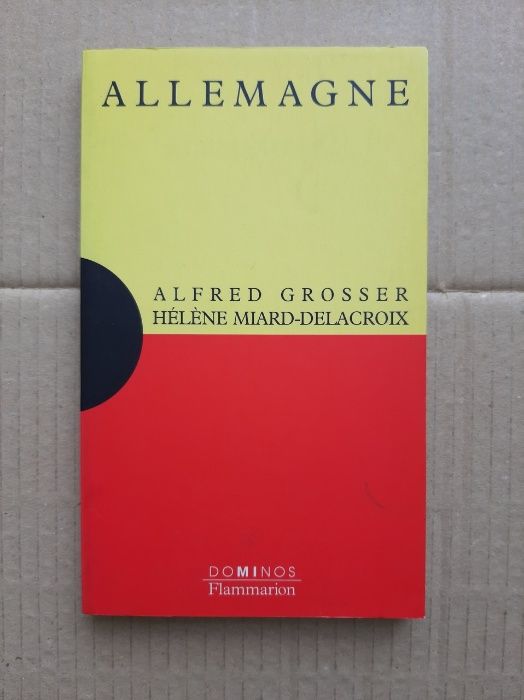 ALLEMAGNE
ALFRED GROSSER
HÉLÈNE MIARD-DELACROIX
DOMINOS
Flammarion